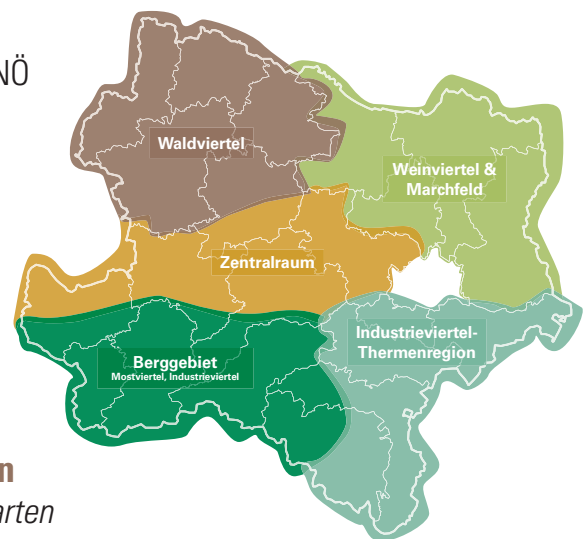 NÖ
Waldviertel
Weinviertel &
Marchfeld
Zentralraum
Industrieviertel-
Thermenregion
Berggebiet
Mostviertel, Industrieviertel
n
arten